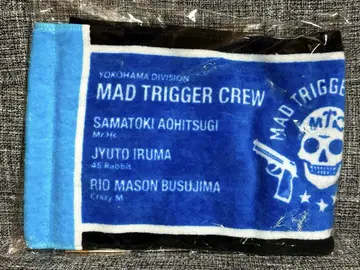 YOKOHAMA DIVISION
MAD TRIGGER CREW
SAMATOKI AOHITSUGI
Mr.Hc
JYUTO IRUMA
45 Rabbit
RIO MASON BUSUJIMA
Crazy M
MAD TRIGGE
MTC